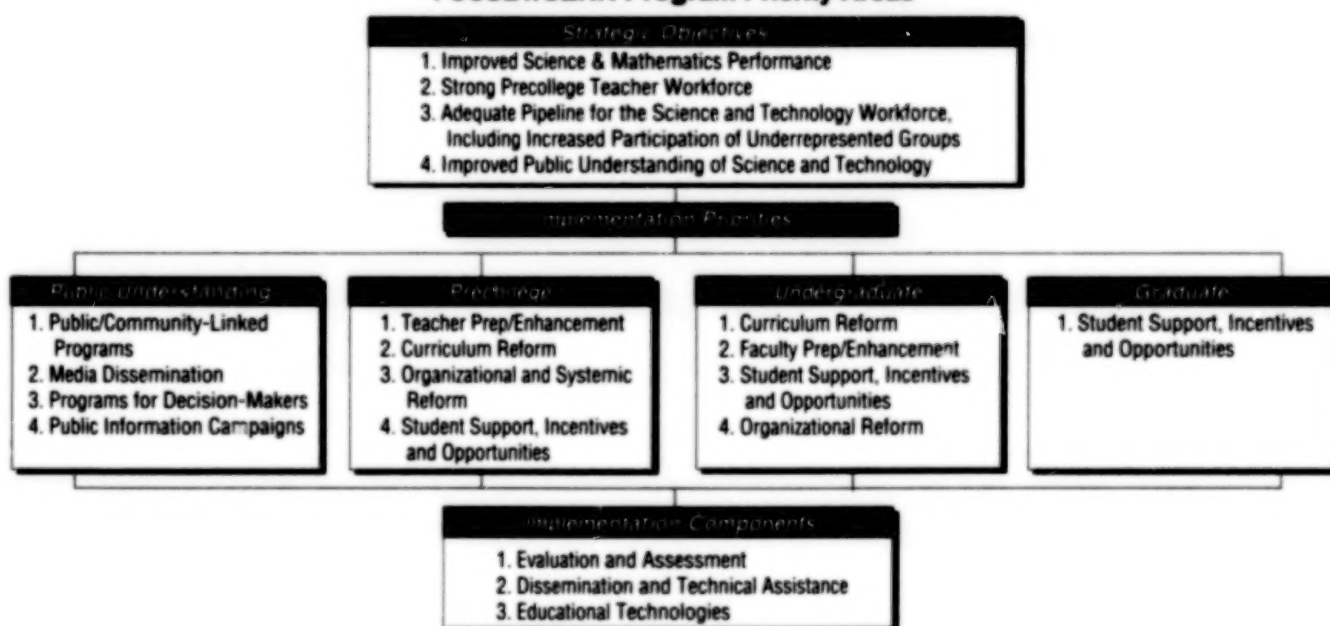 Program Priority Areas
Strategic Objectives
1. Improved Science & Mathematics Performance
2. Strong Precollege Teacher Workforce
3. Adequate Pipeline for the Science and Technology Workforce,
Including Increased Participation of Underrepresented Groups
4. Improved Public Understanding of Science and Technology
Implementation Priorities
Public Understanding
1. Public/Community-Linked
Programs
2. Media Dissemination
3. Programs for Decision-Makers
4. Public Information Campaigns
Precollege
1. Teacher Prep/Enhancement
2. Curriculum Reform
3. Organizational and Systemic
Reform
4. Student Support, Incentives
and Opportunities
Undergraduate
1. Curriculum Reform
2. Faculty Prep/Enhancement
3. Student Support, Incentives
and Opportunities
4. Organizational Reform
Graduate
1. Student Support, Incentives
and Opportunities
Implementation Components
1. Evaluation and Assessment
2. Dissemination and Technical Assistance
3. Educational Technologies